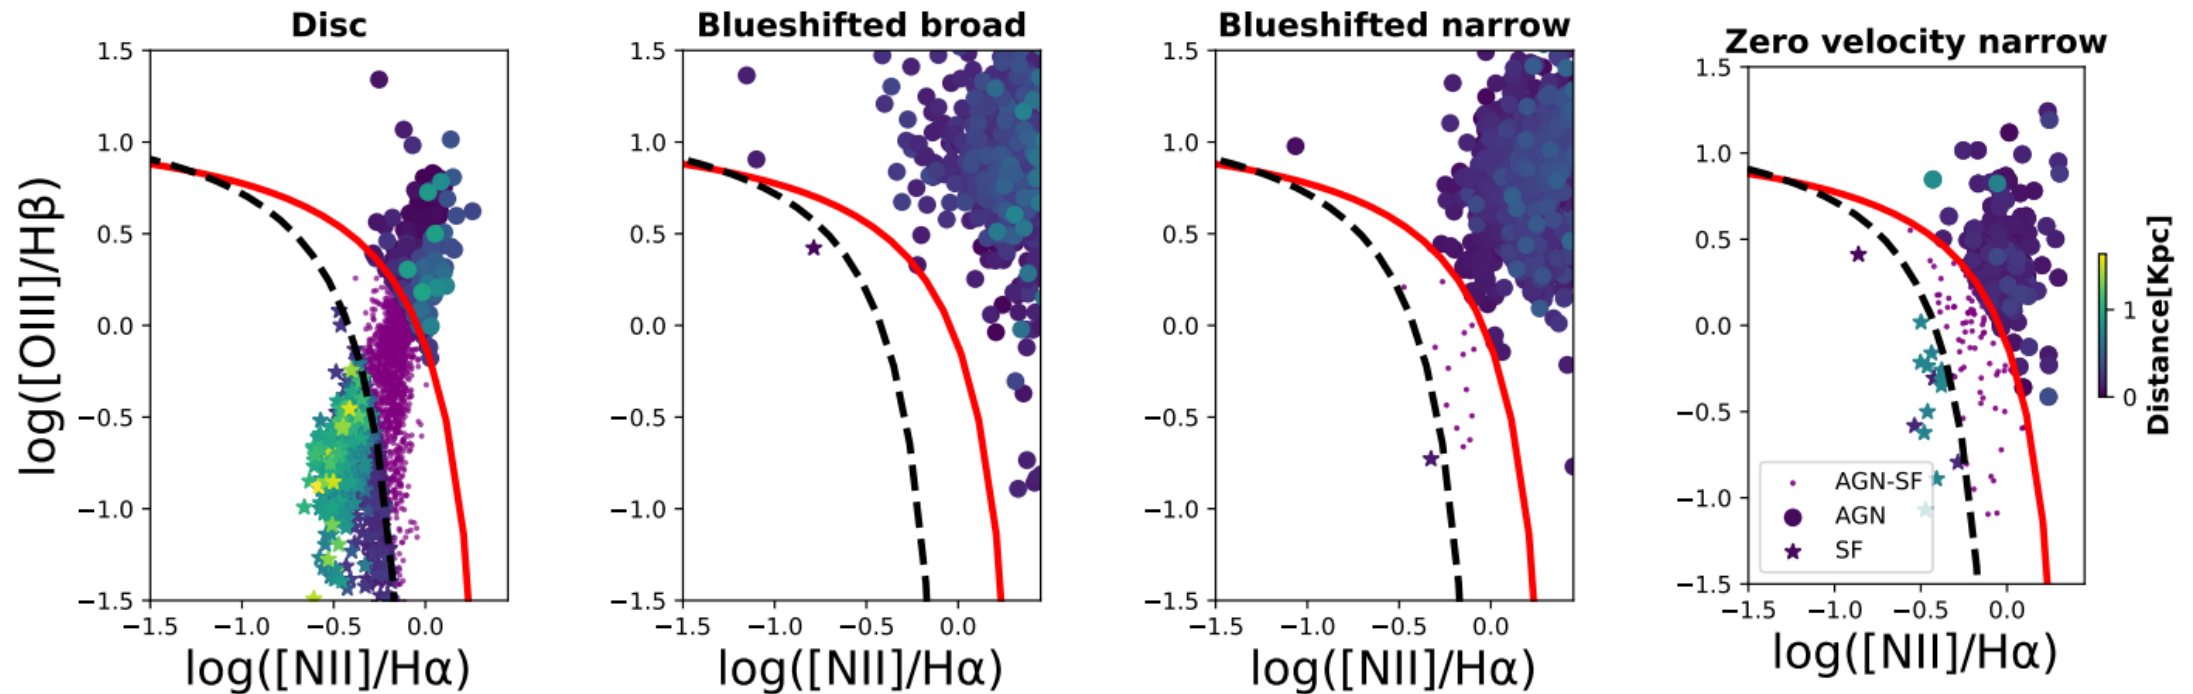 Disc
Blueshifted broad
Blueshifted narrow
Zero velocity narrow
log([OIII]/Hβ)
1.5
1.0
0.5
0.0
−0.5
−1.0
−1.5
−1.5 −1.0 −0.5 0.0
log([NII]/Hα)
1.5
1.0
0.5
0.0
−0.5
−1.0
−1.5
−1.5 −1.0 −0.5 0.0
log([NII]/Hα)
1.5
1.0
0.5
0.0
−0.5
−1.0
−1.5
−1.5 −1.0 −0.5 0.0
log([NII]/Hα)
1.5
1.0
0.5
0.0
−0.5
−1.0
−1.5
−1.5 −1.0 −0.5 0.0
log([NII]/Hα)
AGN-SF
AGN
SF
1
0
Distance[Kpc]